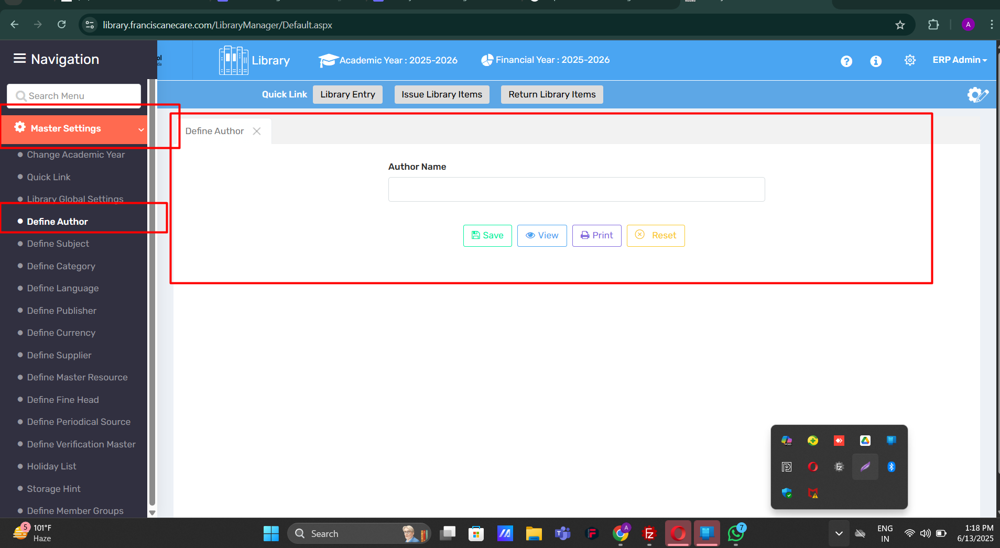 library.franciscanecare.com/LibraryManager/Default.aspx
A
Navigation
Library
Academic Year : 2025-2026
Financial Year : 2025-2026
ERP Admin
Search Menu
Quick Link
Library Entry
Issue Library Items
Return Library Items
Master Settings
Change Academic Year
Quick Link
Library Global Settings
Define Author
Define Subject
Define Category
Define Language
Define Publisher
Define Currency
Define Supplier
Define Master Resource
Define Fine Head
Define Periodical Source
Define Verification Master
Holiday List
Storage Hint
Define Member Groups
Define Author
Author Name
Save
View
Print
Reset
5
101°F
Haze
Search
A
7
ENG
IN
1:18 PM
6/13/2025